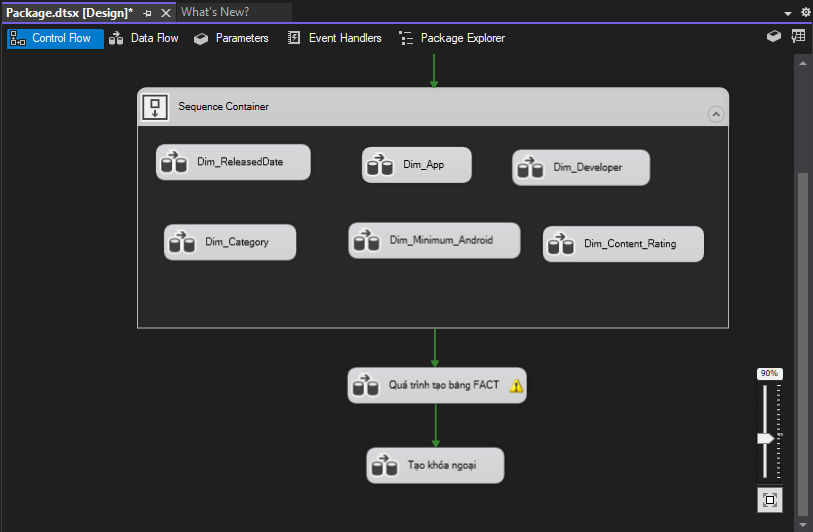 Package.dtsx [Design]*
What's New?
Control Flow
Data Flow
Parameters
Event Handlers
Package Explorer
Sequence Container
Dim_ReleasedDate
Dim_App
Dim_Developer
Dim_Category
Dim_Minimum_Android
Dim_Content_Rating
Quá trình tạo bảng FACT
90%
Tạo khóa ngoại